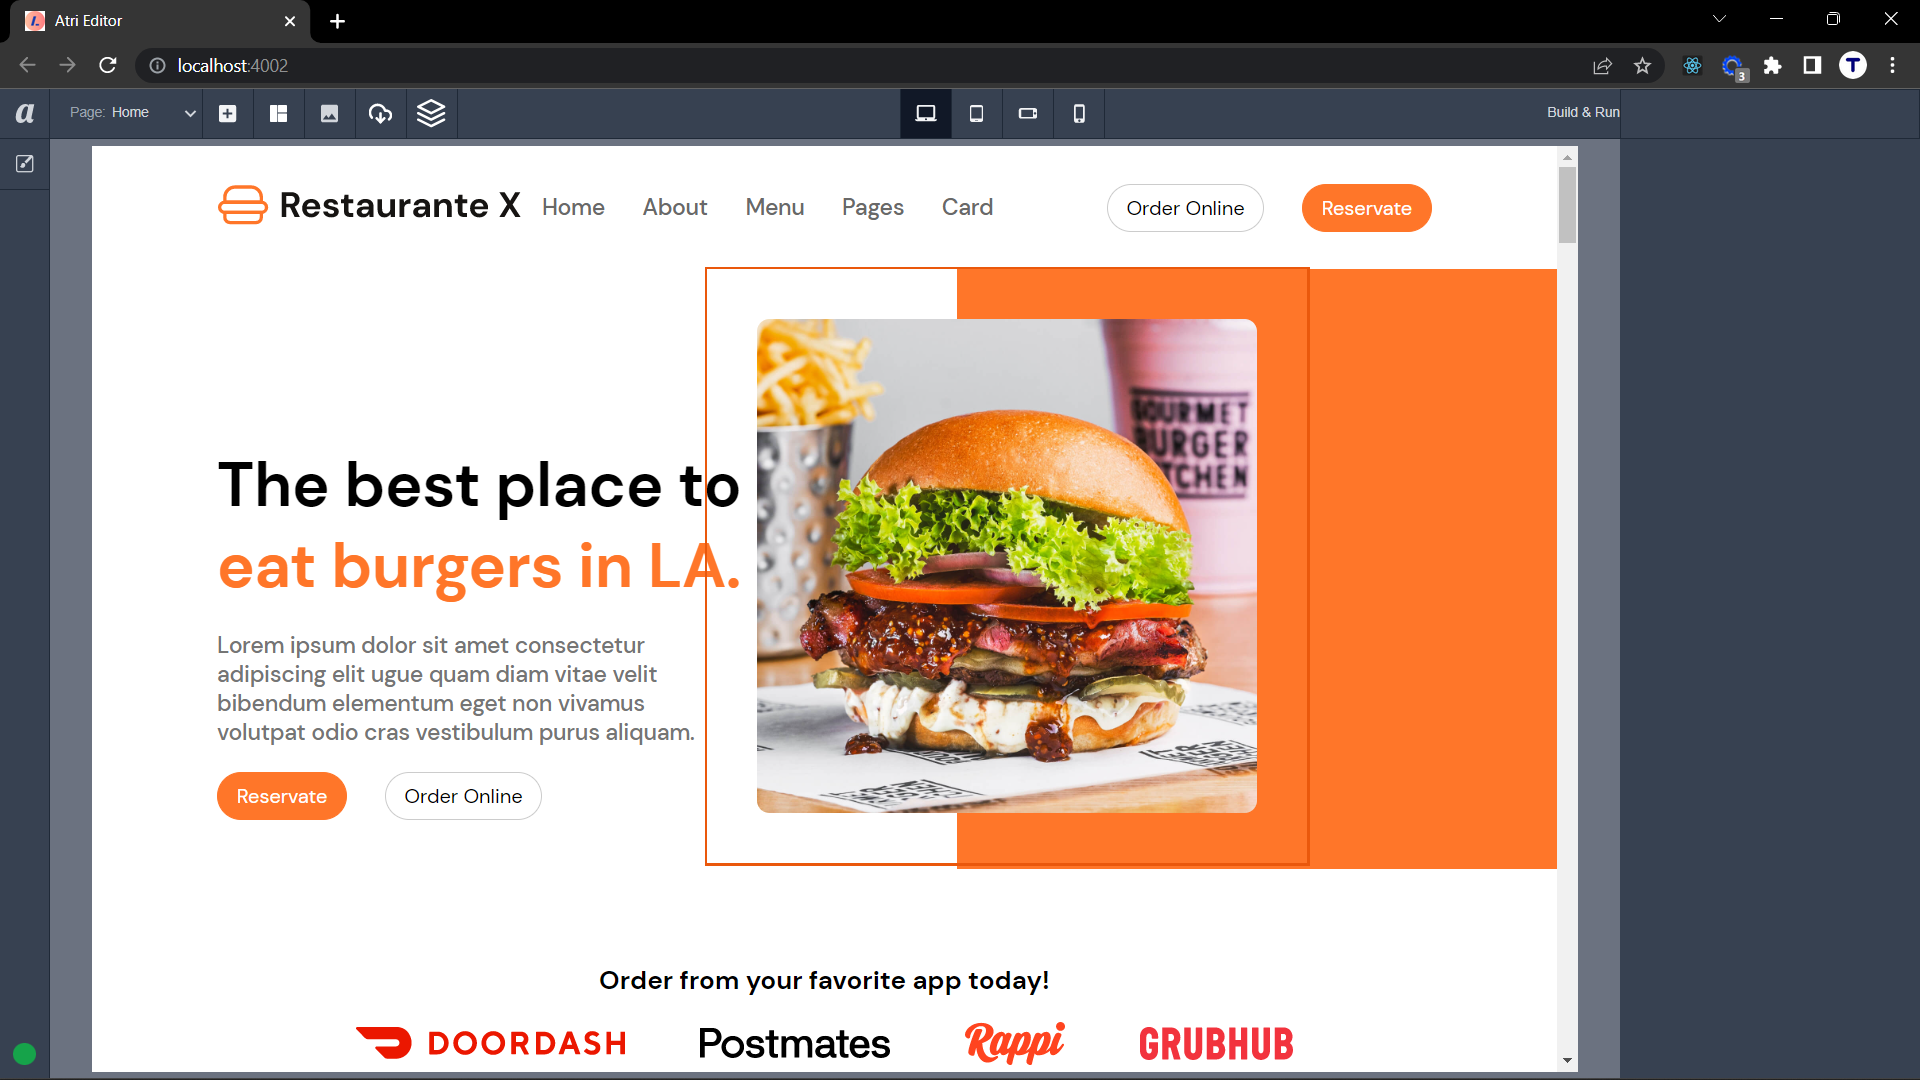 Atri Editor
localhost:4002
3
T
a
Page: Home
Build & Run
Restaurante X
Home
About
Menu
Pages
Card
Order Online
Reservate
GOURMET
BURGER
The best place to
eat burgers in LA.
Lorem ipsum dolor sit amet consectetur
adipiscing elit ugue quam diam vitae velit
bibendum elementum eget non vivamus
volutpat odio cras vestibulum purus aliquam.
Reservate
Order Online
Order from your favorite app today!
DOORDASH
Postmates
Rappi
GRUBHUB